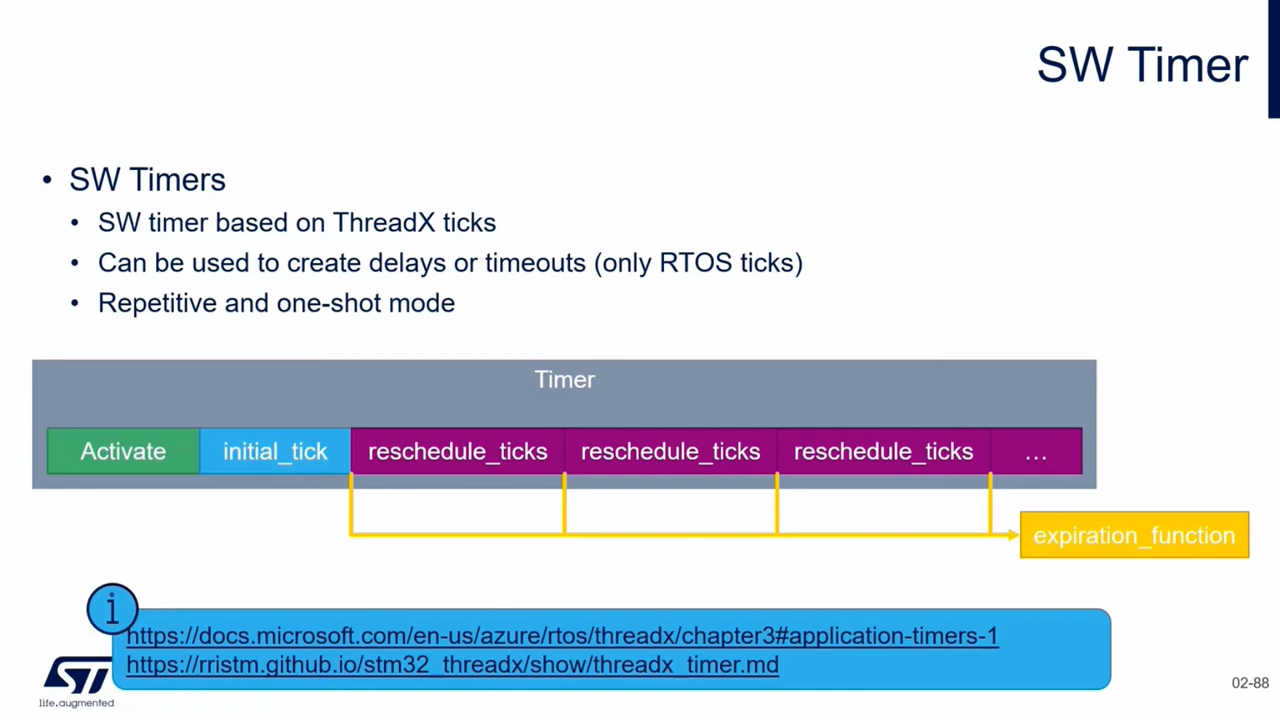 SW Timer
• SW Timers
• SW timer based on ThreadX ticks
• Can be used to create delays or timeouts (only RTOS ticks)
• Repetitive and one-shot mode
Timer
Activate initial_tick reschedule_ticks reschedule_ticks reschedule_ticks ...
expiration_function
i
https://docs.microsoft.com/en-us/azure/rtos/threadx/chapter3#application-timers-1
https://rristm.github.io/stm32_threadx/show/threadx_timer.md
ST
life.augmented
02-88